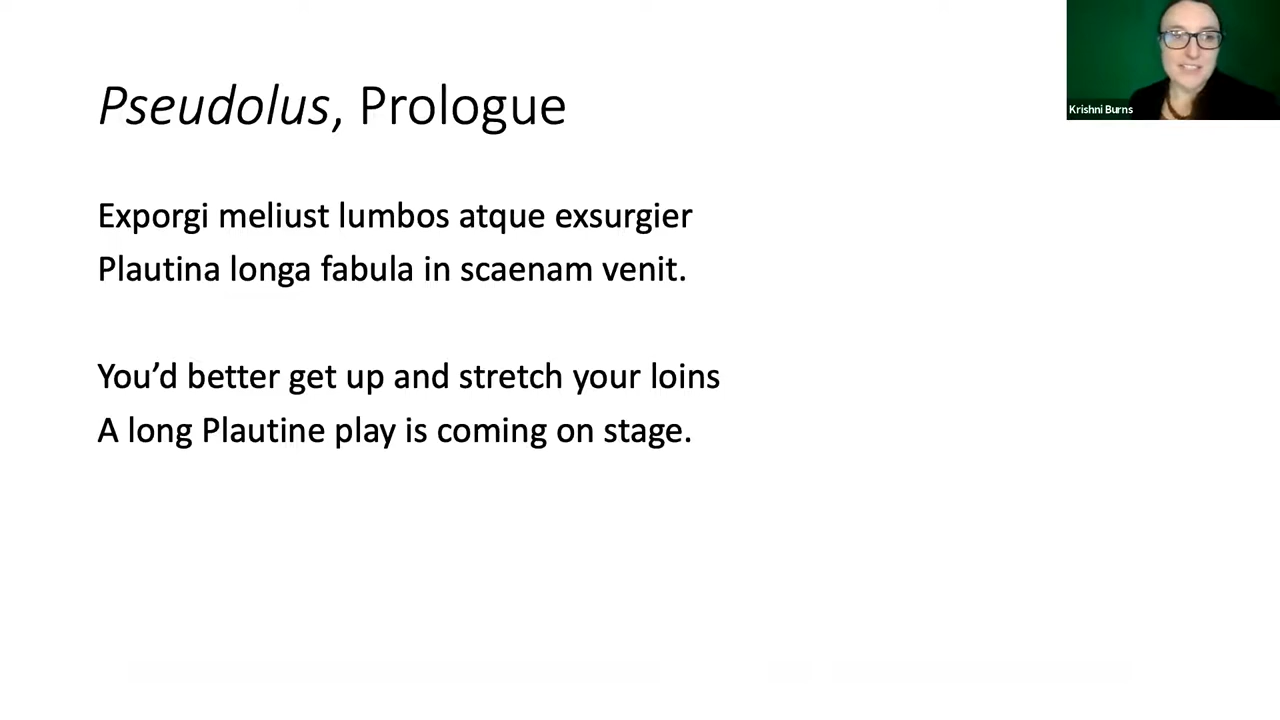 Pseudolus, Prologue
Krishni Burns
Exporgi meliust lumbos atque exsurgier
Plautina longa fabula in scaenam venit.
You’d better get up and stretch your loins
A long Plautine play is coming on stage.